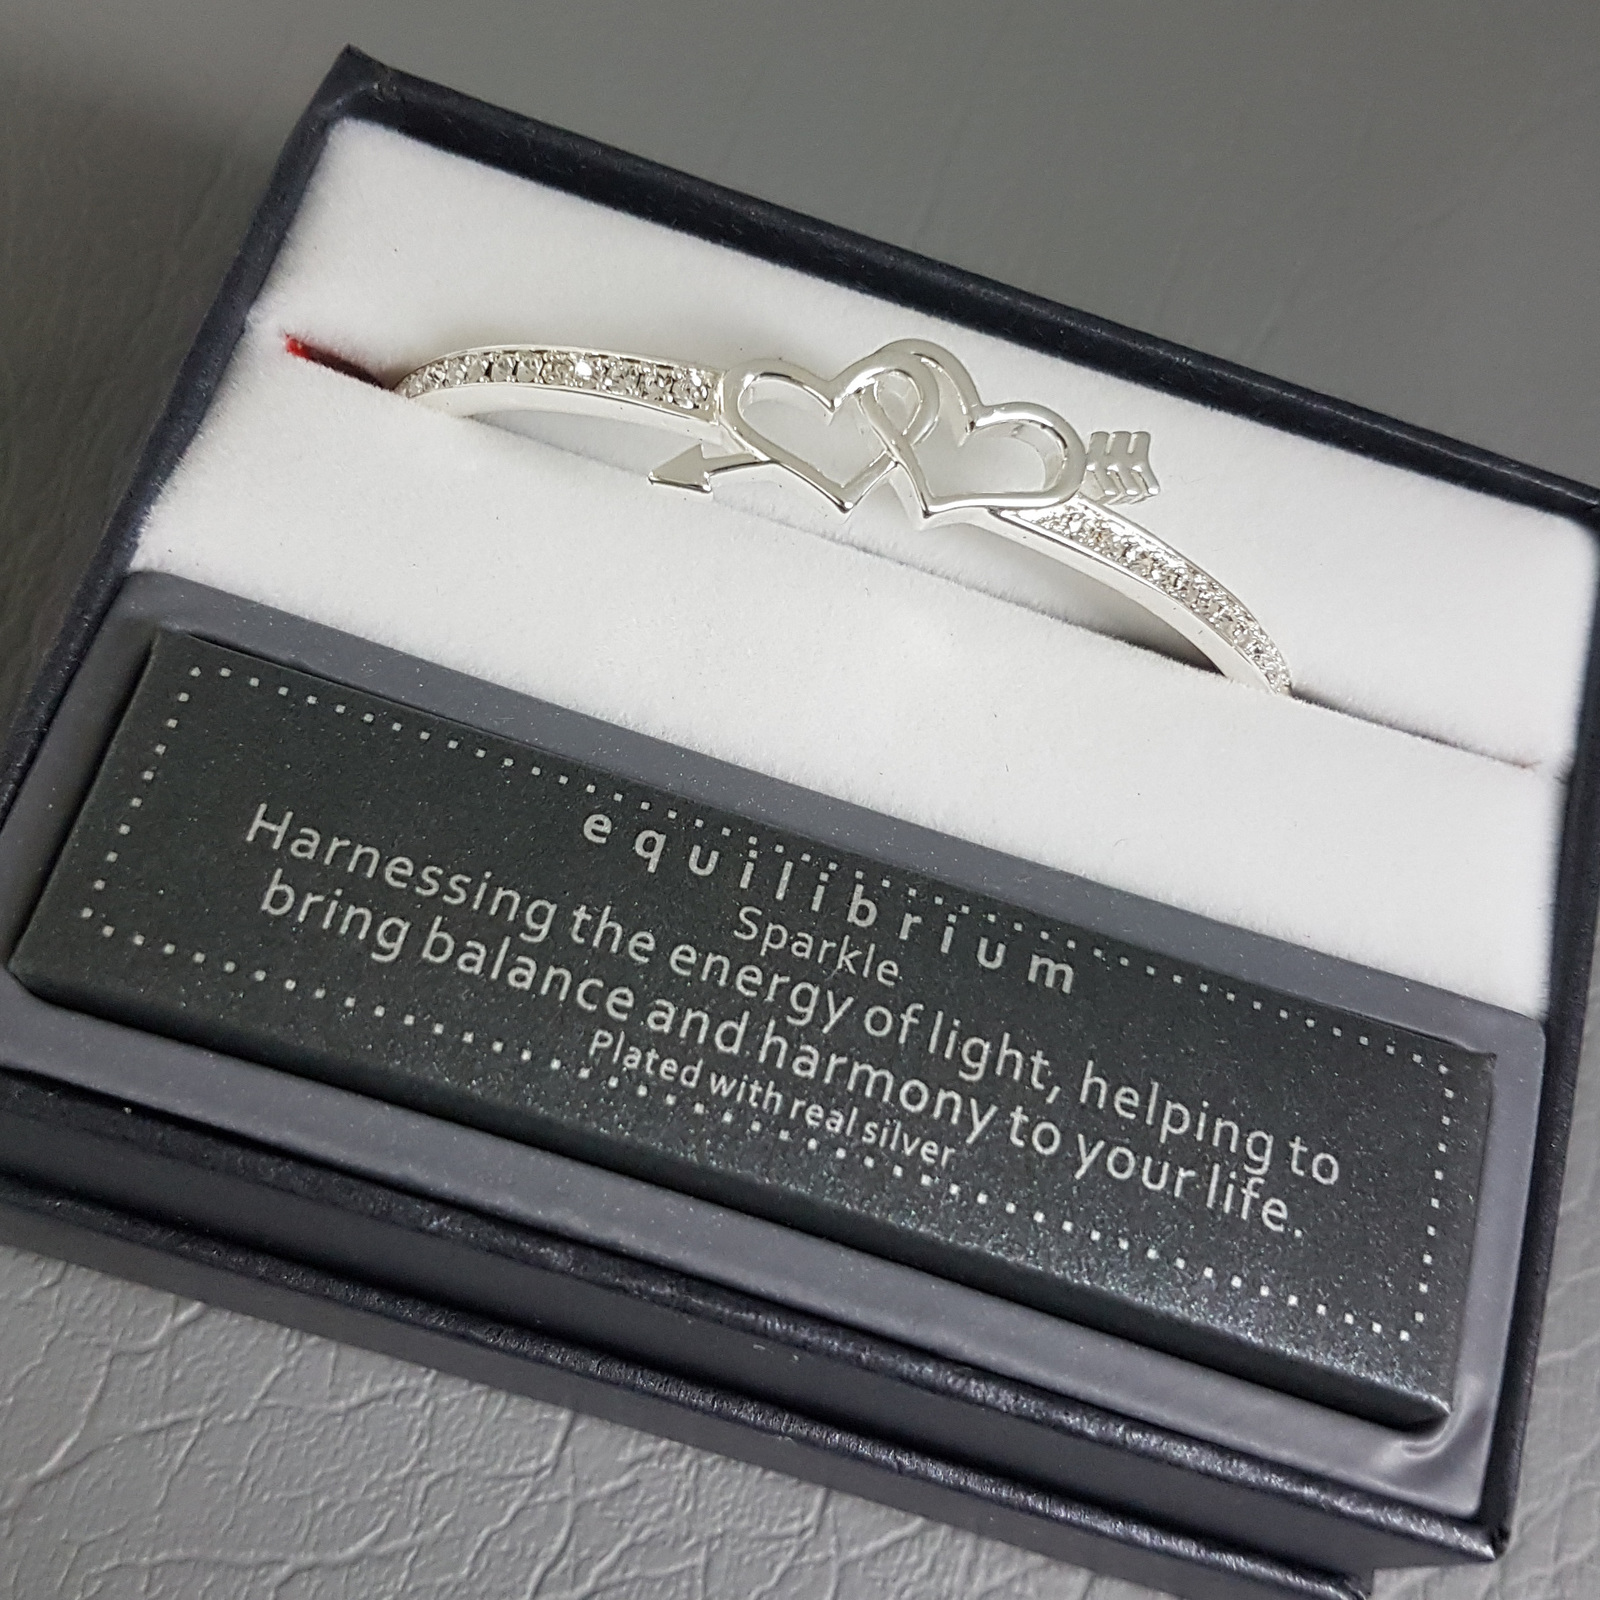 equilibrium
Sparkle
Harnessing the energy of light, helping to
bring balance and harmony to your life.
Plated with real silver